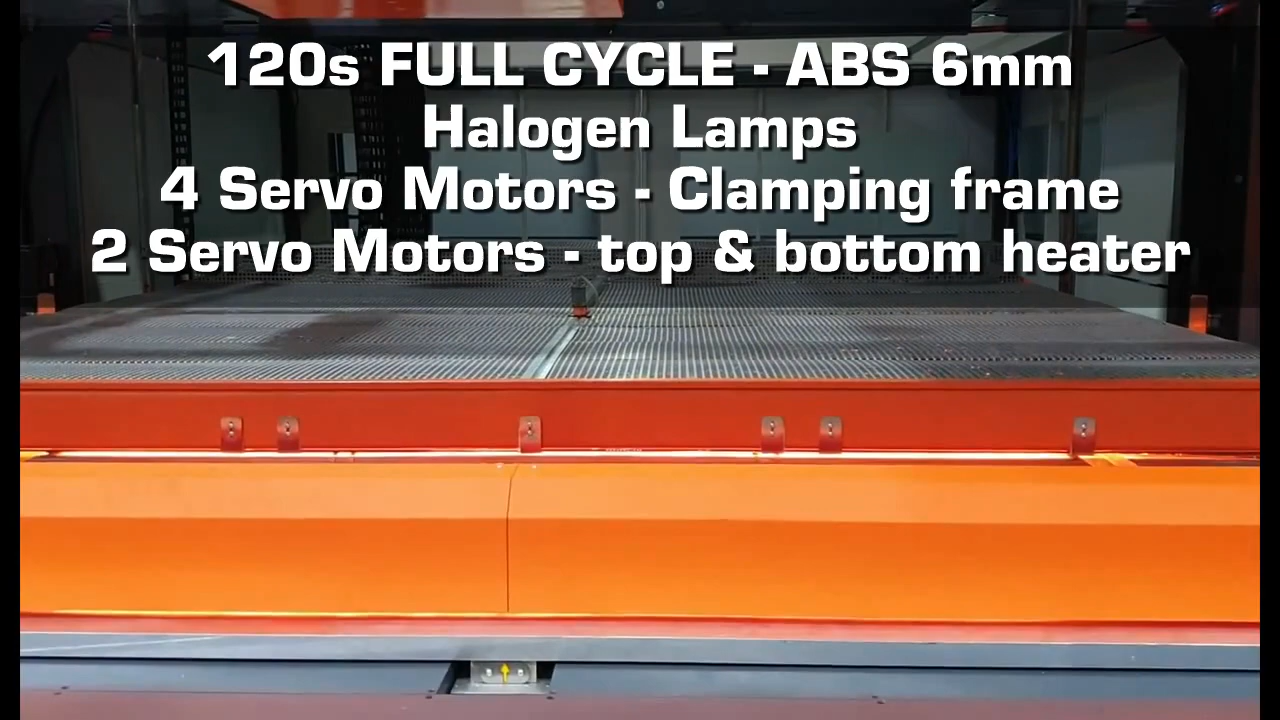 120s FULL CYCLE - ABS 6mm
Halogen Lamps
4 Servo Motors - Clamping frame
2 Servo Motors - top & bottom heater